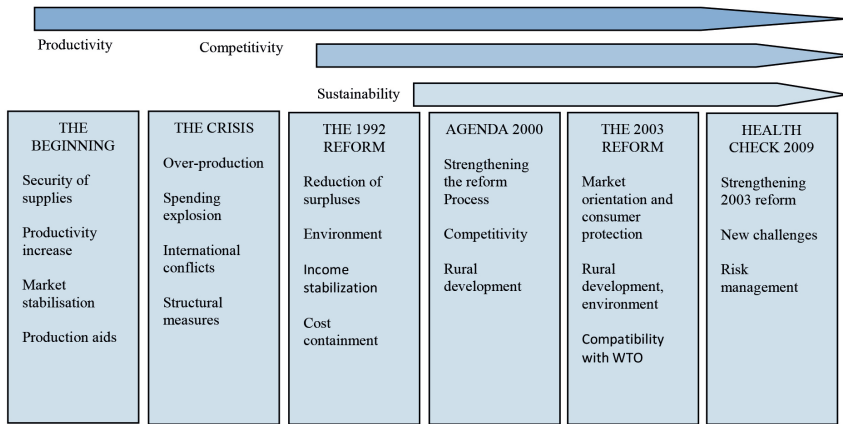 Productivity
Competitivity
Sustainability
THE
BEGINNING
Security of
supplies
Productivity
increase
Market
stabilisation
Production aids
THE CRISIS
Over-production
Spending
explosion
International
conflicts
Structural
measures
THE 1992
REFORM
Reduction of
surpluses
Environment
Income
stabilization
Cost
containment
AGENDA 2000
Strengthening
the reform
Process
Competitivity
Rural
development
THE 2003
REFORM
Market
orientation and
consumer
protection
Rural
development,
environment
Compatibility
with WTO
HEALTH
CHECK 2009
Strengthening
2003 reform
New challenges
Risk
management